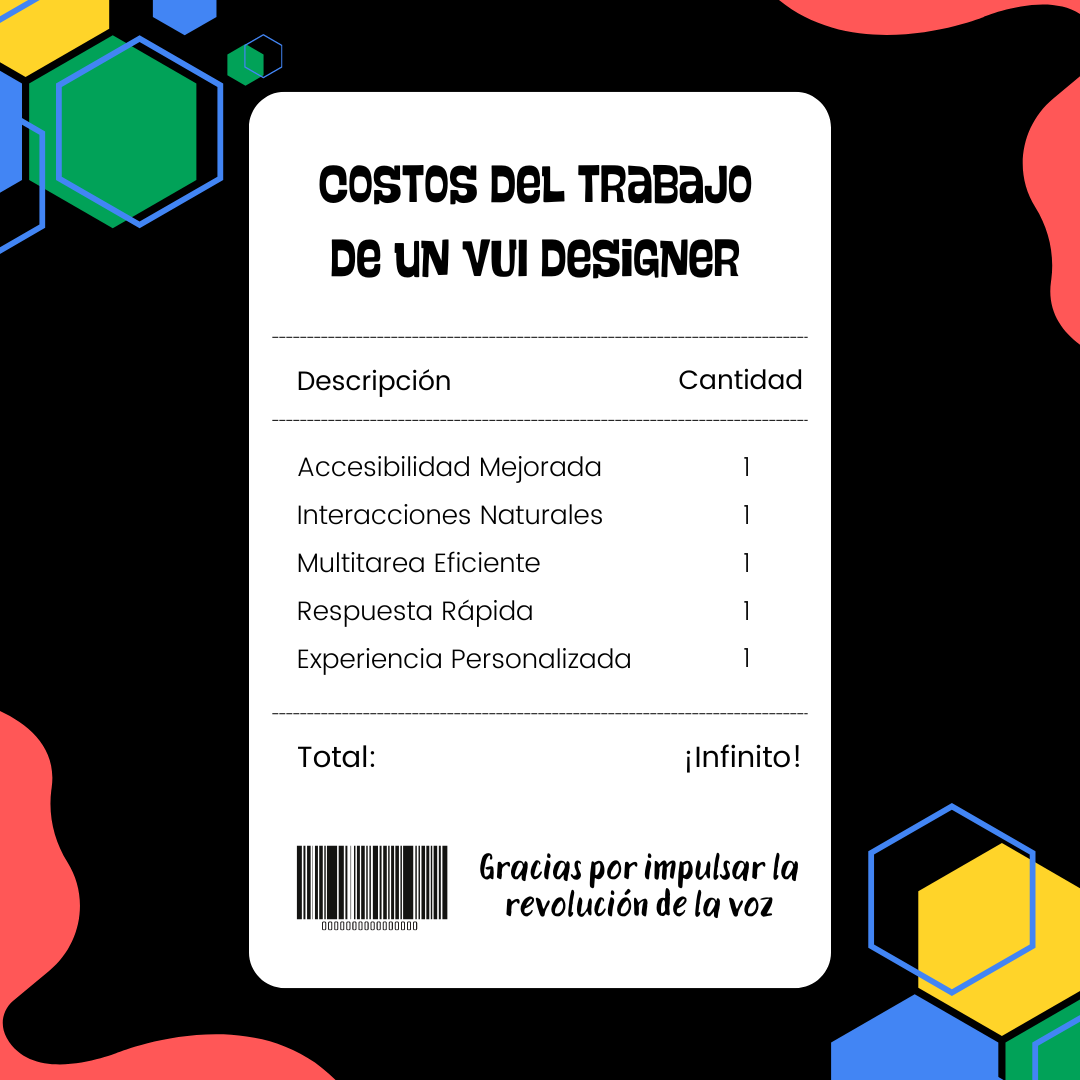 COSTOS DEL TRABAJO
DE UN VUI DESIGNER
Descripción Cantidad
Accesibilidad Mejorada 1
Interacciones Naturales 1
Multitarea Eficiente 1
Respuesta Rápida 1
Experiencia Personalizada 1
Total: ¡Infinito!
Gracias por impulsar la
revolución de la voz
0000000000000000